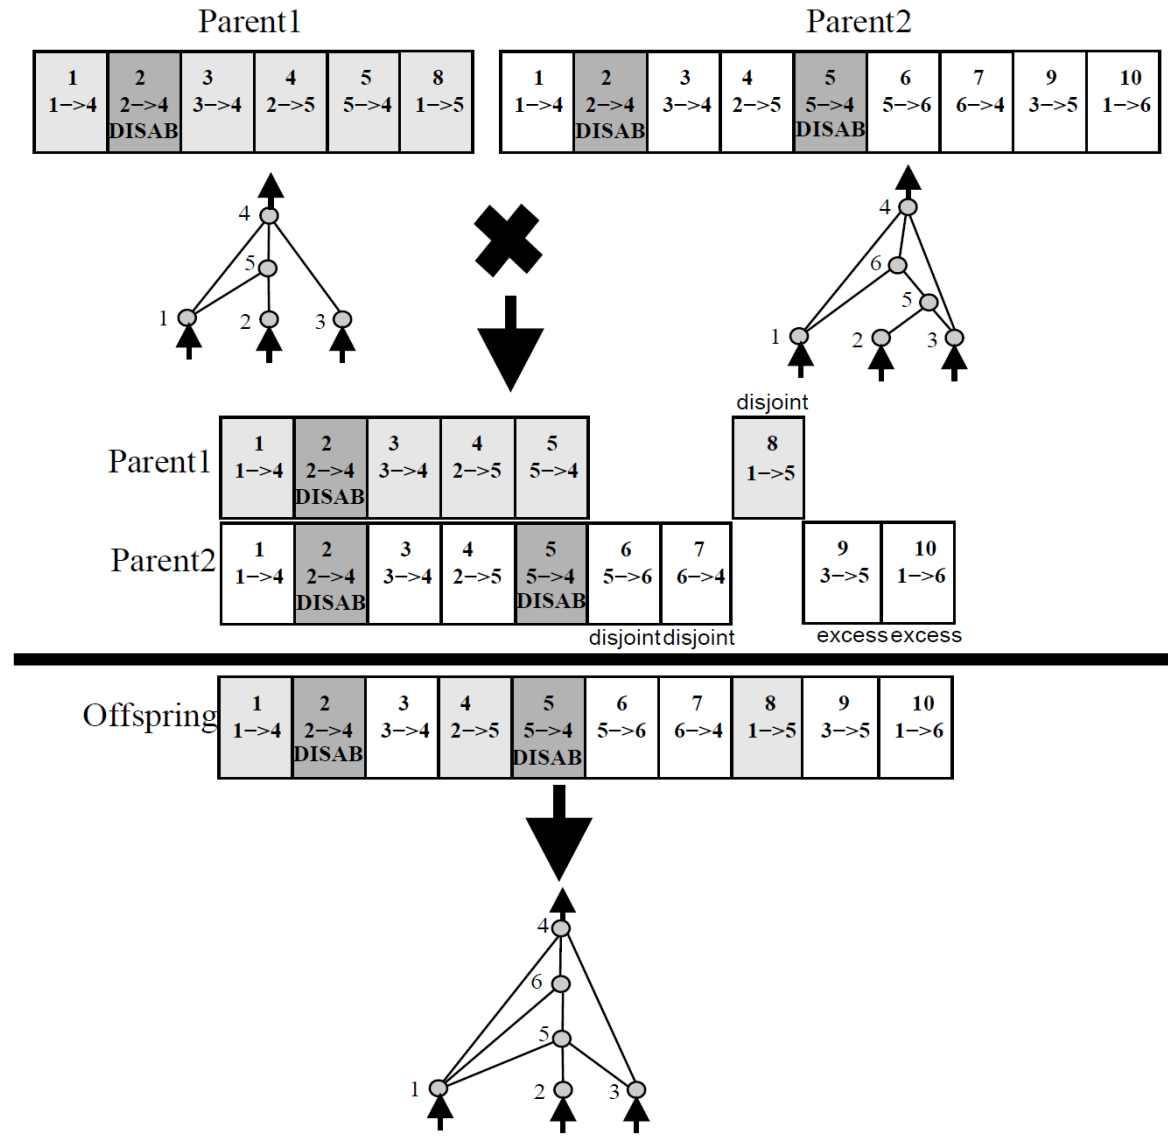 Parent1
Parent2
1 2 3 4 5 8
1−>4 2−>4 3−>4 2−>5 5−>4 1−>5
DISAB
1 2 3 4 5 6 7 9 10
1−>4 2−>4 3−>4 2−>5 5−>4 5−>6 6−>4 3−>5 1−>6
DISAB DISAB
4
5
1 2 3
4
6
5
1 2 3
disjoint
Parent1
1 2 3 4 5 8
1−>4 2−>4 3−>4 2−>5 5−>4 1−>5
DISAB
Parent2
1 2 3 4 5 6 7 9 10
1−>4 2−>4 3−>4 2−>5 5−>4 5−>6 6−>4 3−>5 1−>6
DISAB DISAB
disjoint disjoint excess excess
Offspring
1 2 3 4 5 6 7 8 9 10
1−>4 2−>4 3−>4 2−>5 5−>4 5−>6 6−>4 1−>5 3−>5 1−>6
DISAB DISAB
4
6
5
1 2 3